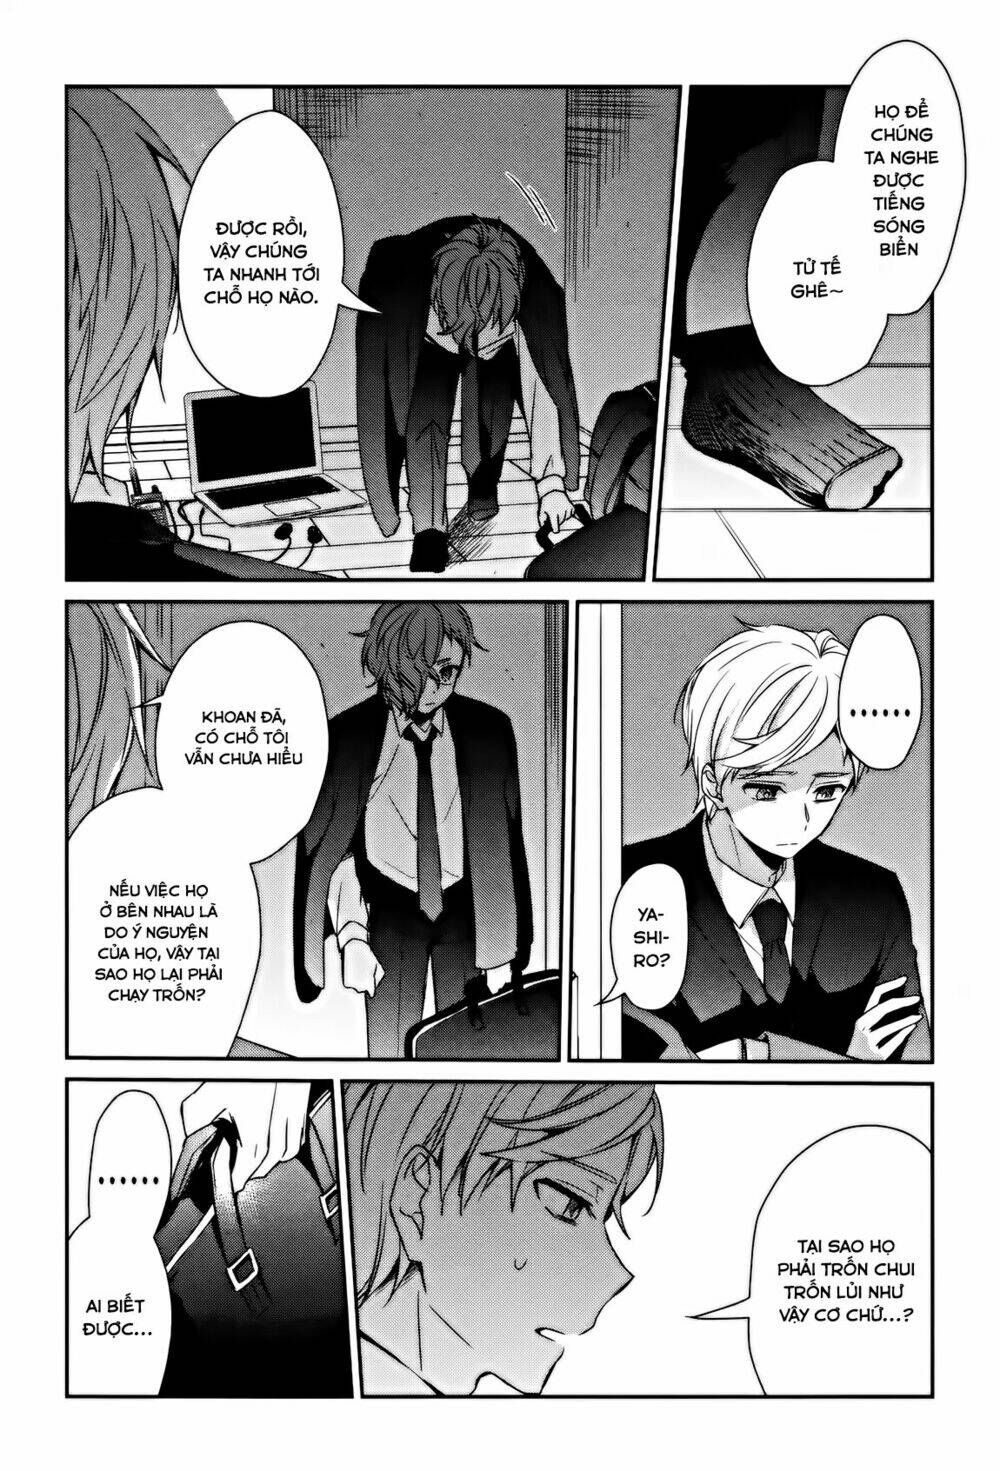 HỌ ĐỂ
CHÚNG
TA NGHE
ĐƯỢC
TIẾNG
SÓNG
BIỂN
TỬ TẾ
GHÊ~
ĐƯỢC RỒI,
VẬY CHÚNG
TA NHANH TỚI
CHỖ HỌ NÀO.
......
YA-
SHI-
RO?
KHOAN ĐÃ,
CÓ CHỖ TÔI
VẪN CHƯA HIỂU
NẾU VIỆC HỌ
Ở BÊN NHAU LÀ
DO Ý NGUYỆN
CỦA HỌ, VẬY TẠI
SAO HỌ LẠI PHẢI
CHẠY TRỐN?
TẠI SAO HỌ
PHẢI TRỐN CHUI
TRỐN LỦI NHƯ
VẬY CƠ CHỨ...?
......
AI BIẾT
ĐƯỢC...